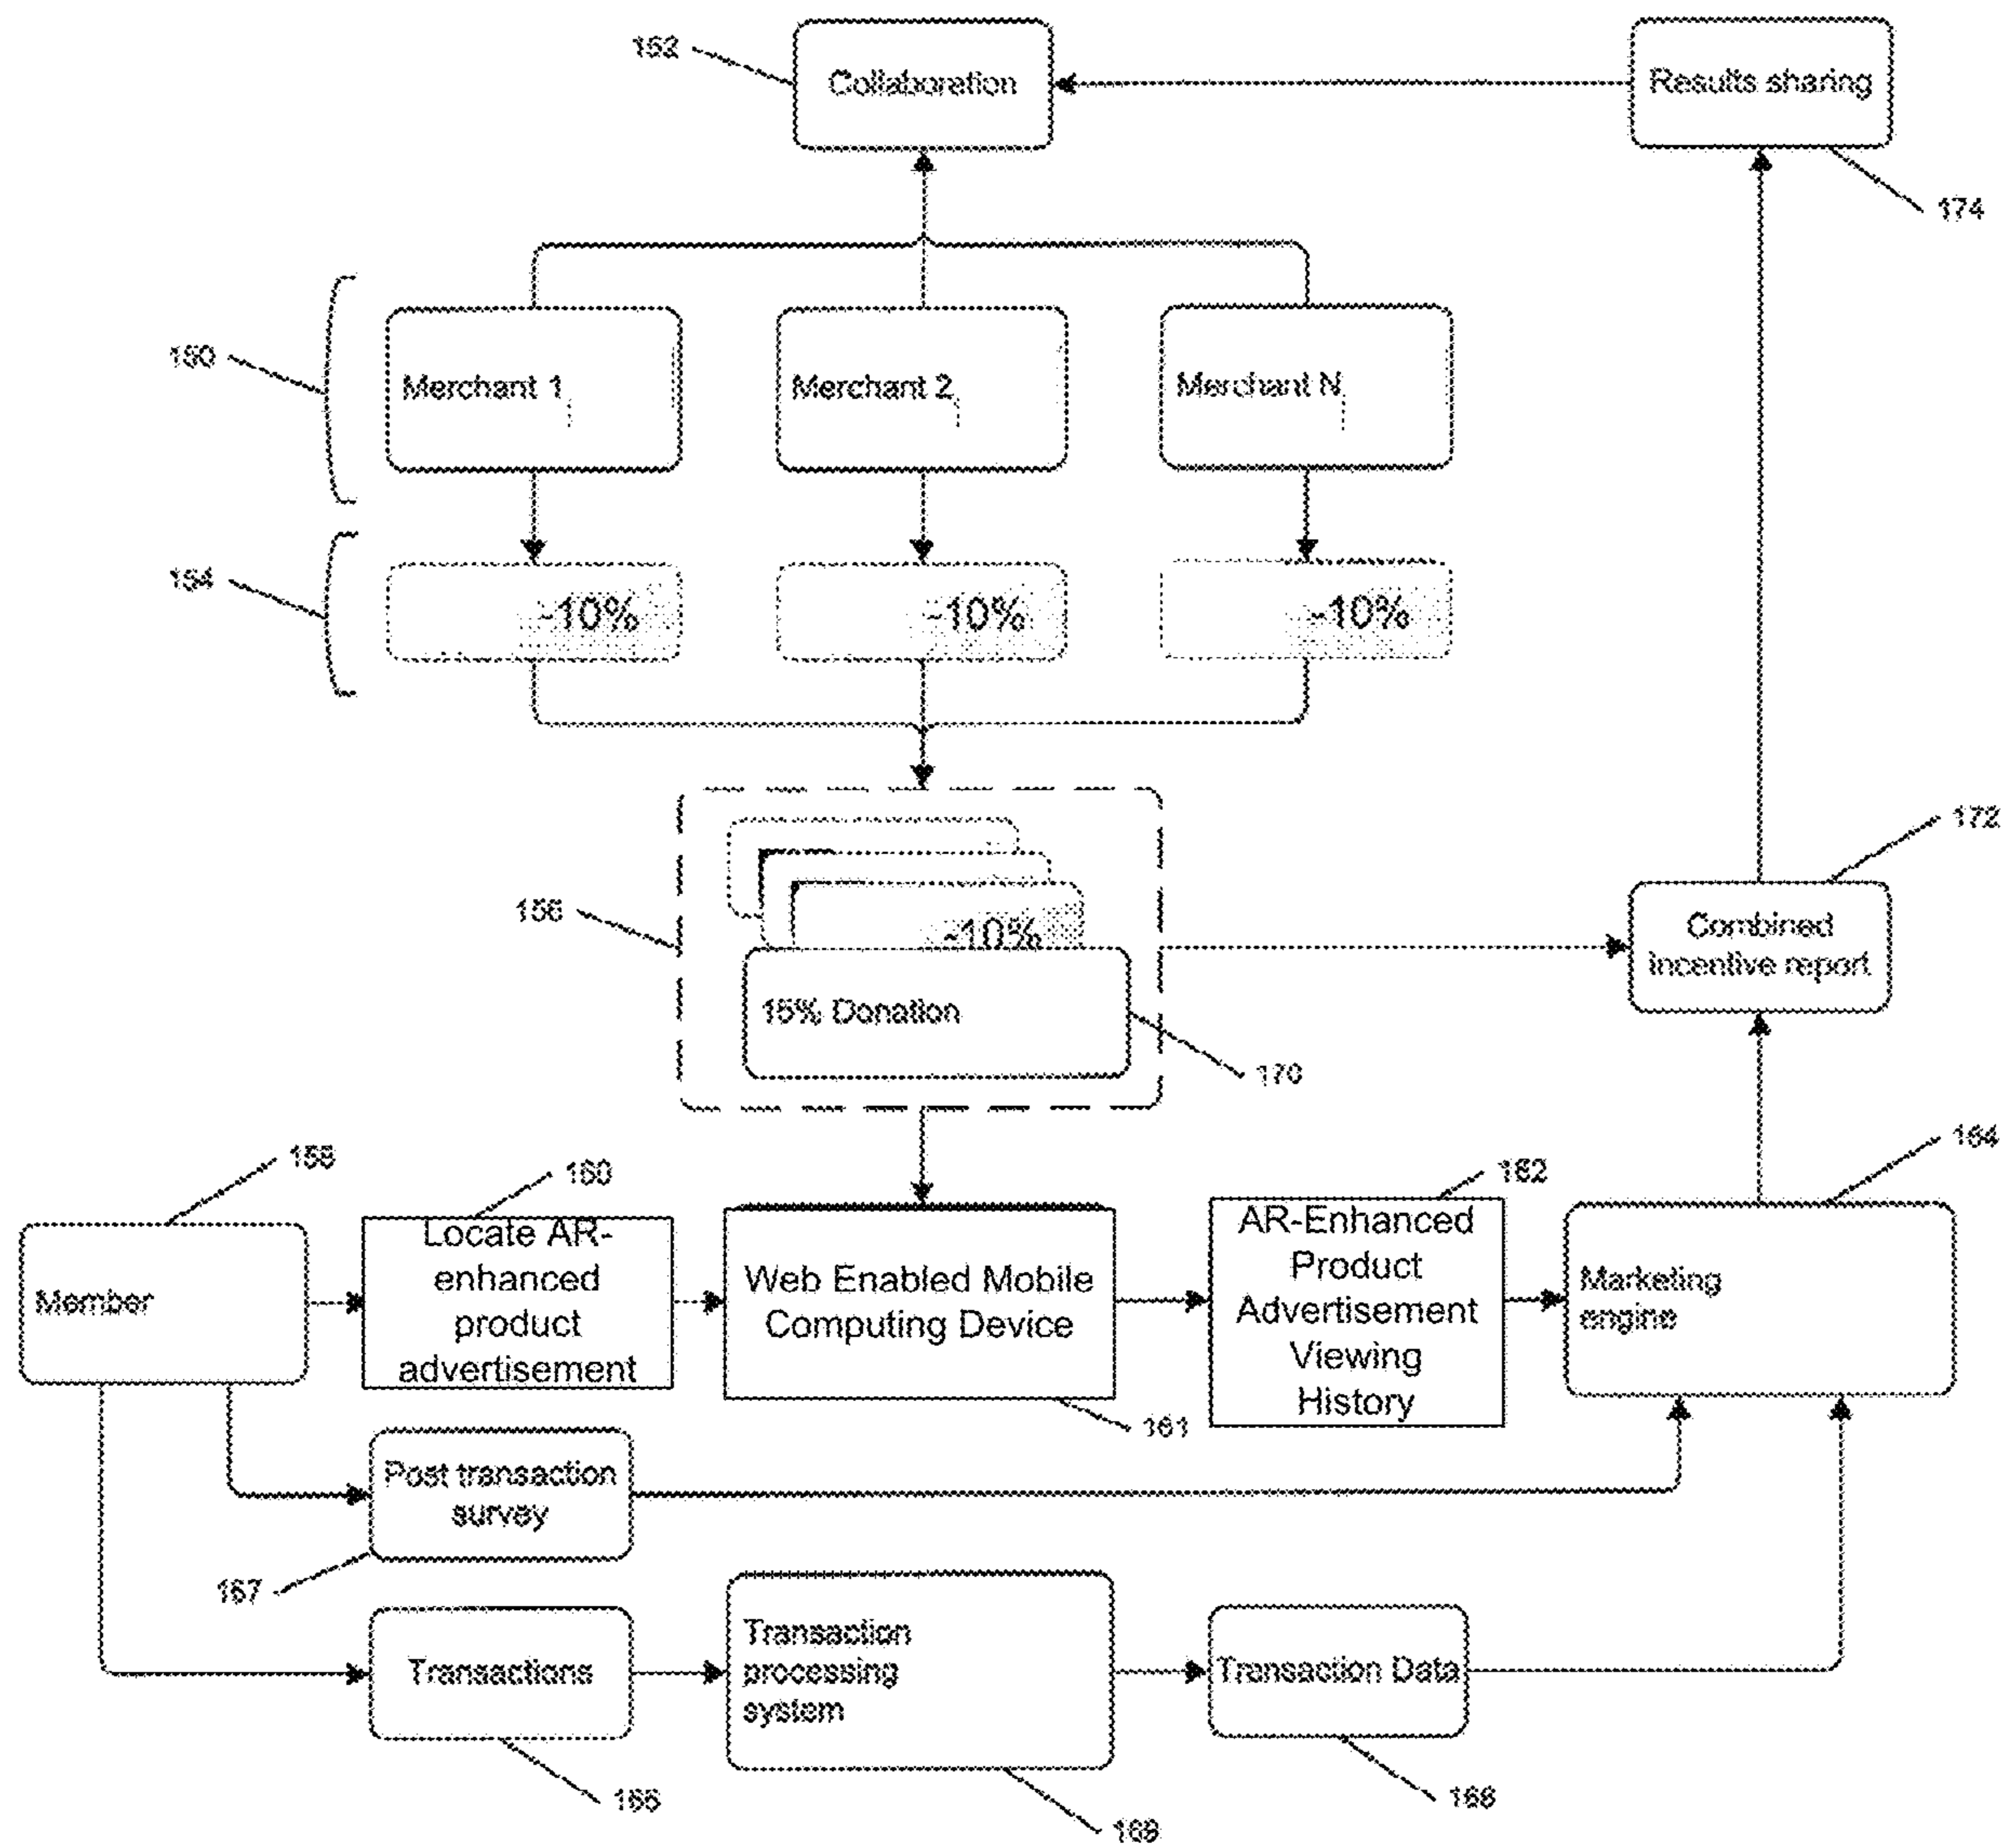 152
Collaboration
Results sharing
174
150
Merchant 1
Merchant 2
Merchant N
154
-10%
-10%
-10%
172
156
-10%
Combined
incentive report
15% Donation
170
158
160
162
164
Member
Locate AR-
enhanced
product
advertisement
Web Enabled Mobile
Computing Device
AR-Enhanced
Product
Advertisement
Viewing
History
Marketing
engine
161
Post transaction
survey
167
Transactions
Transaction
processing
system
Transaction Data
168
169